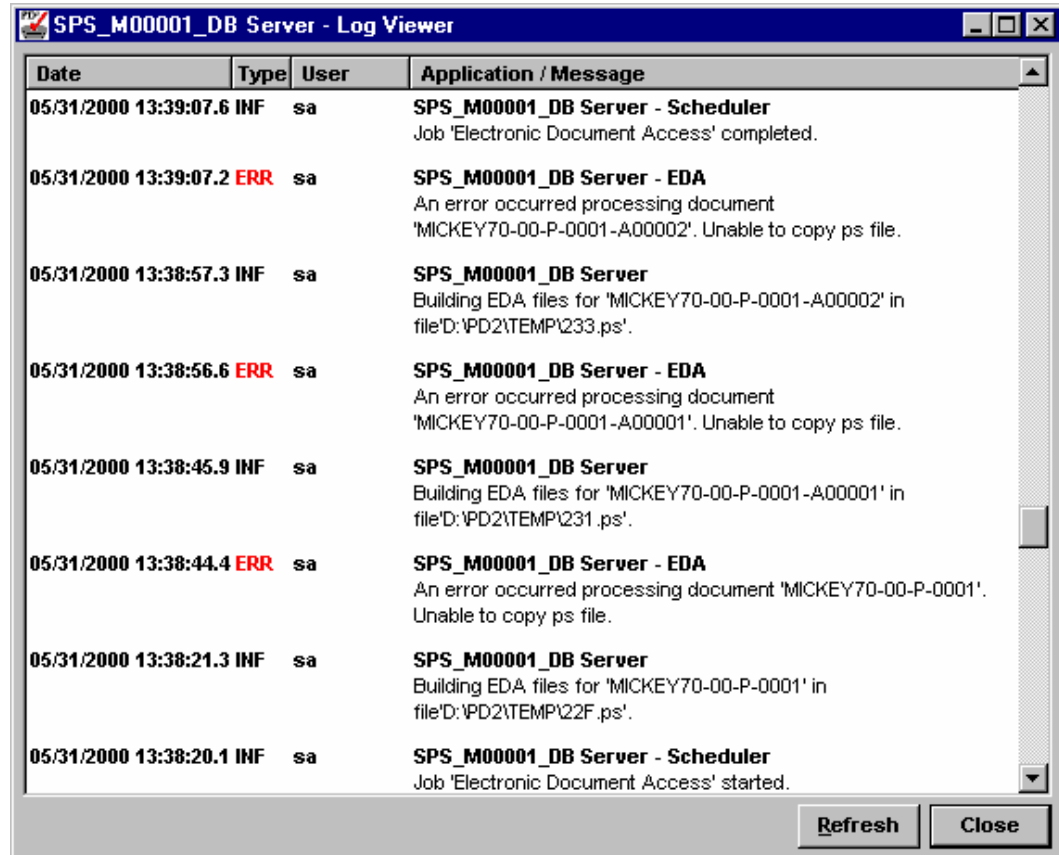 SPS_M00001_DB Server - Log Viewer
Date Type User Application / Message
05/31/2000 13:39:07.6 INF sa SPS_M00001_DB Server - Scheduler
Job 'Electronic Document Access' completed.
05/31/2000 13:39:07.2 ERR sa SPS_M00001_DB Server - EDA
An error occurred processing document
'MICKEY70-00-P-0001-A00002'. Unable to copy ps file.
05/31/2000 13:38:57.3 INF sa SPS_M00001_DB Server
Building EDA files for 'MICKEY70-00-P-0001-A00002' in
file'D:\PD2\TEMP\233.ps'.
05/31/2000 13:38:56.6 ERR sa SPS_M00001_DB Server - EDA
An error occurred processing document
'MICKEY70-00-P-0001-A00001'. Unable to copy ps file.
05/31/2000 13:38:45.9 INF sa SPS_M00001_DB Server
Building EDA files for 'MICKEY70-00-P-0001-A00001' in
file'D:\PD2\TEMP\231.ps'.
05/31/2000 13:38:44.4 ERR sa SPS_M00001_DB Server - EDA
An error occurred processing document 'MICKEY70-00-P-0001'.
Unable to copy ps file.
05/31/2000 13:38:21.3 INF sa SPS_M00001_DB Server
Building EDA files for 'MICKEY70-00-P-0001' in
file'D:\PD2\TEMP\22F.ps'.
05/31/2000 13:38:20.1 INF sa SPS_M00001_DB Server - Scheduler
Job 'Electronic Document Access' started.
Refresh Close